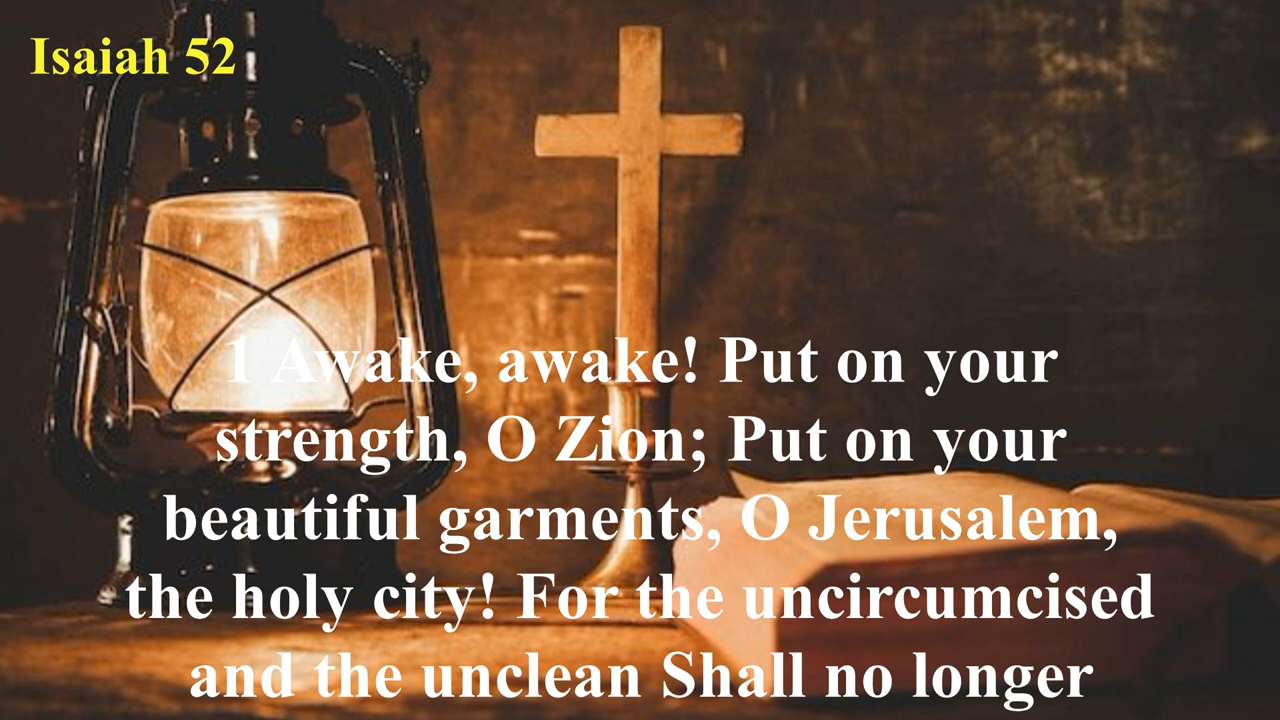 Isaiah 52
1 Awake, awake! Put on your
strength, O Zion; Put on your
beautiful garments, O Jerusalem,
the holy city! For the uncircumcised
and the unclean Shall no longer